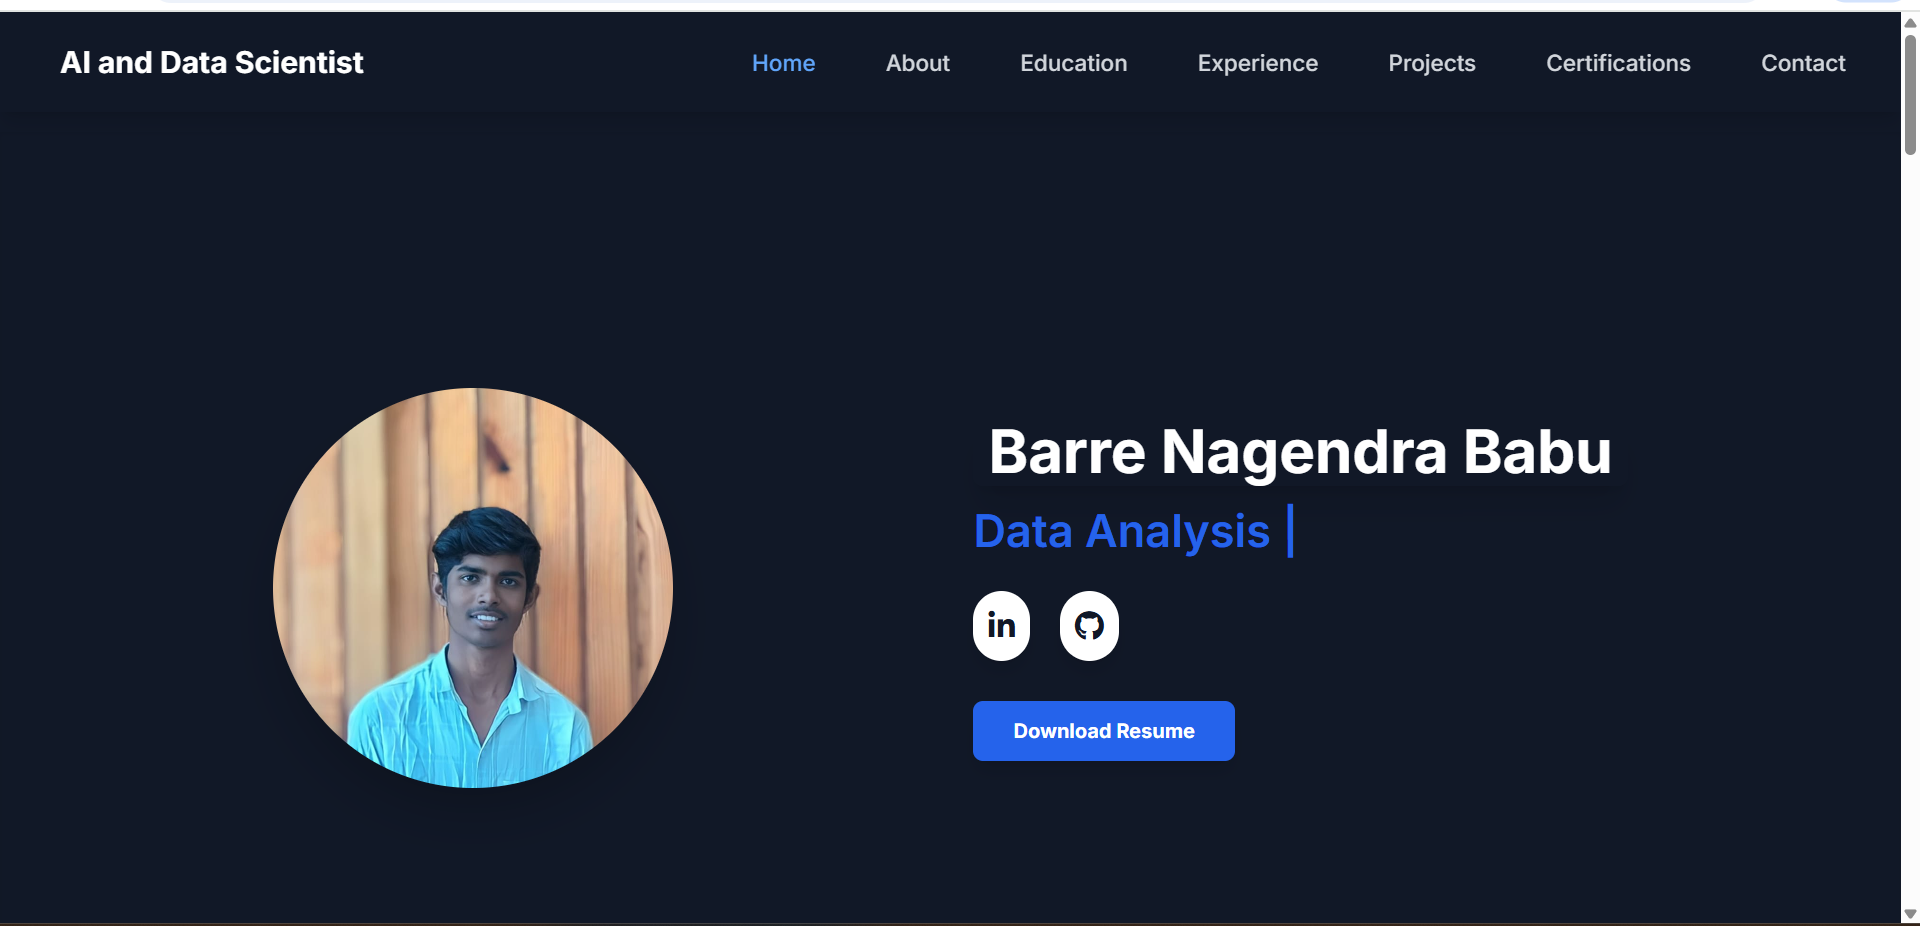 AI and Data Scientist Home About Education Experience Projects Certifications Contact
Barre Nagendra Babu
Data Analysis |
in
Download Resume